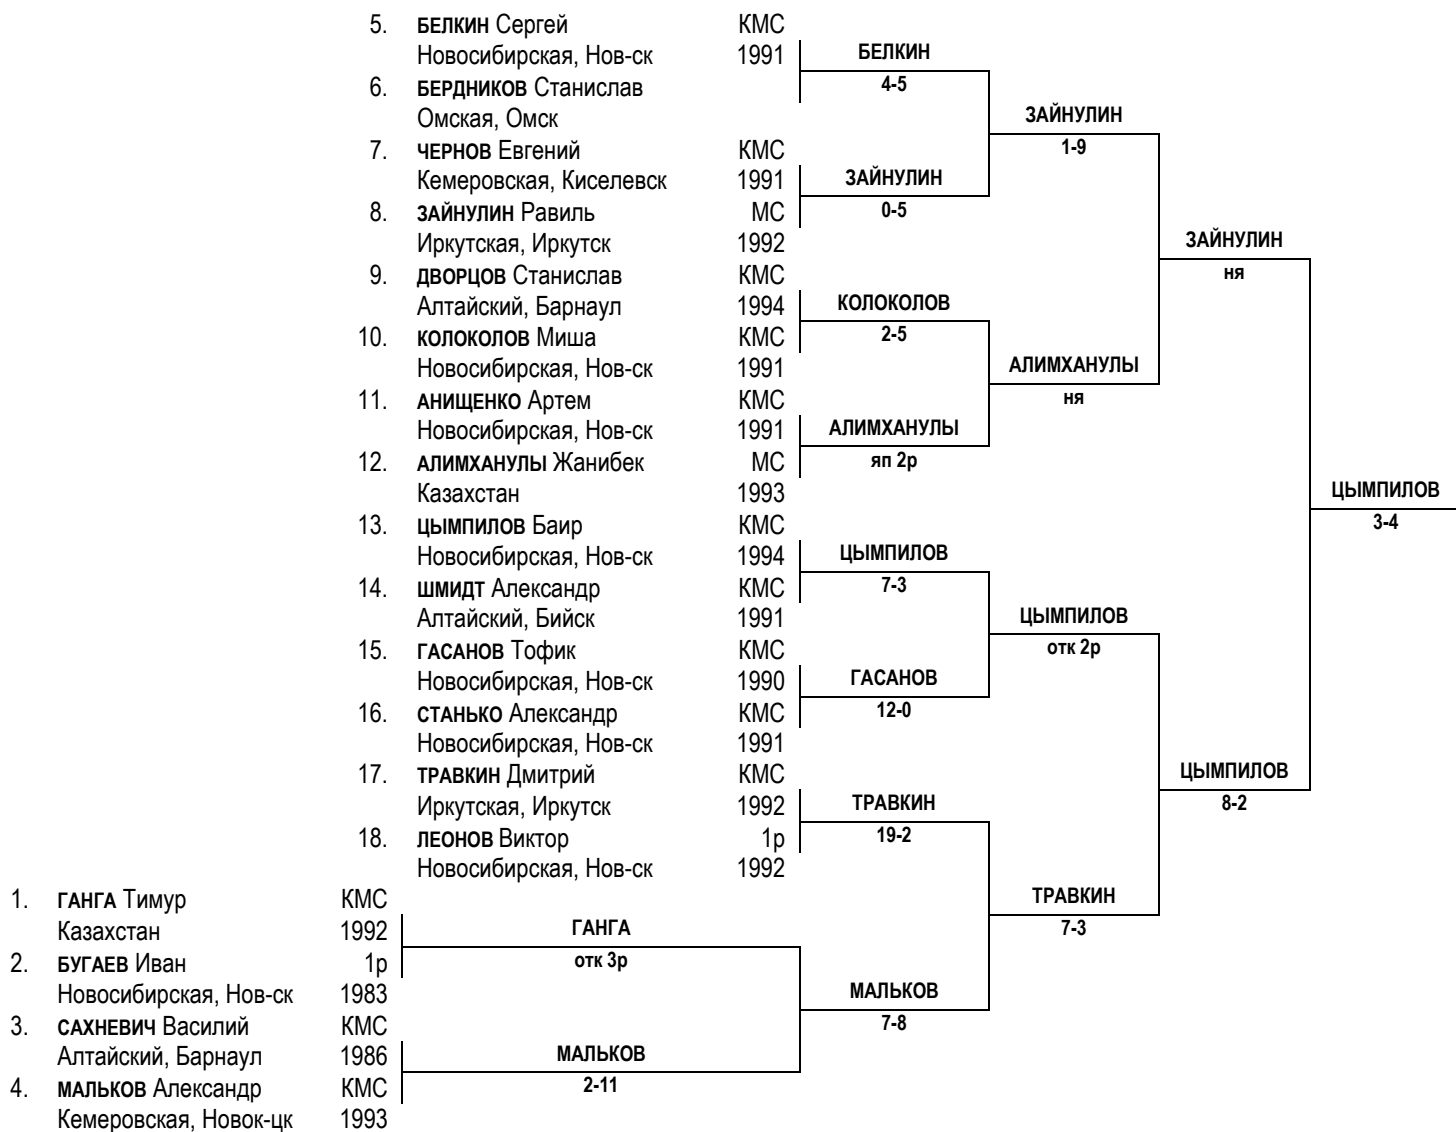 5. БЕЛКИН Сергей КМС
Новосибирская, Нов-ск 1991 БЕЛКИН
6. БЕРДНИКОВ Станислав 4-5
Омская, Омск ЗАЙНУЛИН
7. ЧЕРНОВ Евгений КМС 1-9
Кемеровская, Киселевск 1991 ЗАЙНУЛИН
8. ЗАЙНУЛИН Равиль МС 0-5
Иркутская, Иркутск 1992 ЗАЙНУЛИН
9. ДВОРЦОВ Станислав КМС ня
Алтайский, Барнаул 1994 КОЛОКОЛОВ
10. КОЛОКОЛОВ Миша КМС 2-5
Новосибирская, Нов-ск 1991 АЛИМХАНУЛЫ
11. АНИЩЕНКО Артем КМС ня
Новосибирская, Нов-ск 1991 АЛИМХАНУЛЫ
12. АЛИМХАНУЛЫ Жанибек МС яп 2р
Казахстан 1993 ЦЫМПИЛОВ
13. ЦЫМПИЛОВ Баир КМС 3-4
Новосибирская, Нов-ск 1994 ЦЫМПИЛОВ
14. ШМИДТ Александр КМС 7-3
Алтайский, Бийск 1991 ЦЫМПИЛОВ
15. ГАСАНОВ Тофик КМС отк 2р
Новосибирская, Нов-ск 1990 ГАСАНОВ
16. СТАНЬКО Александр КМС 12-0
Новосибирская, Нов-ск 1991
17. ТРАВКИН Дмитрий КМС ЦЫМПИЛОВ
Иркутская, Иркутск 1992 ТРАВКИН 8-2
18. ЛЕОНОВ Виктор 1р 19-2
Новосибирская, Нов-ск 1992
1. ГАНГА Тимур КМС ТРАВКИН
Казахстан 1992 ГАНГА 7-3
2. БУГАЕВ Иван 1р отк 3р
Новосибирская, Нов-ск 1983 МАЛЬКОВ
3. САХНЕВИЧ Василий КМС 7-8
Алтайский, Барнаул 1986 МАЛЬКОВ
4. МАЛЬКОВ Александр КМС 2-11
Кемеровская, Новок-цк 1993